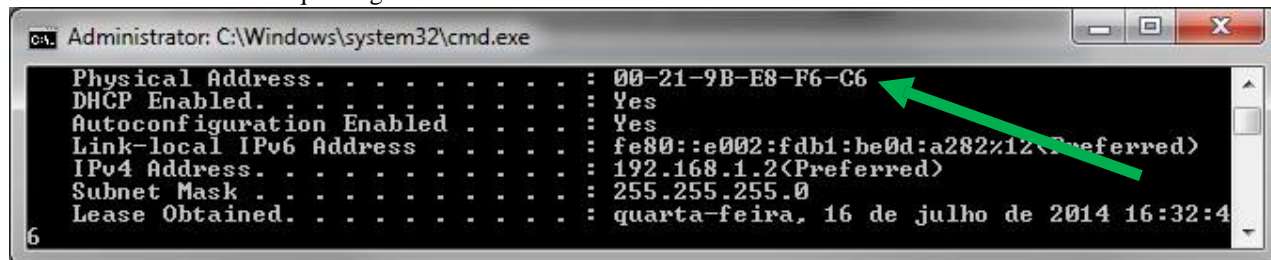 Administrator: C:\Windows\system32\cmd.exe
Physical Address. . . . . . . . . : 00-21-9B-E8-F6-C6
DHCP Enabled. . . . . . . . . . . : Yes
Autoconfiguration Enabled . . . . : Yes
Link-local IPv6 Address . . . . . : fe80::e002:fdb1:be0d:a282%12(Preferred)
IPv4 Address. . . . . . . . . . . : 192.168.1.2(Preferred)
Subnet Mask . . . . . . . . . . . : 255.255.255.0
Lease Obtained. . . . . . . . . . : quarta-feira, 16 de julho de 2014 16:32:4
6